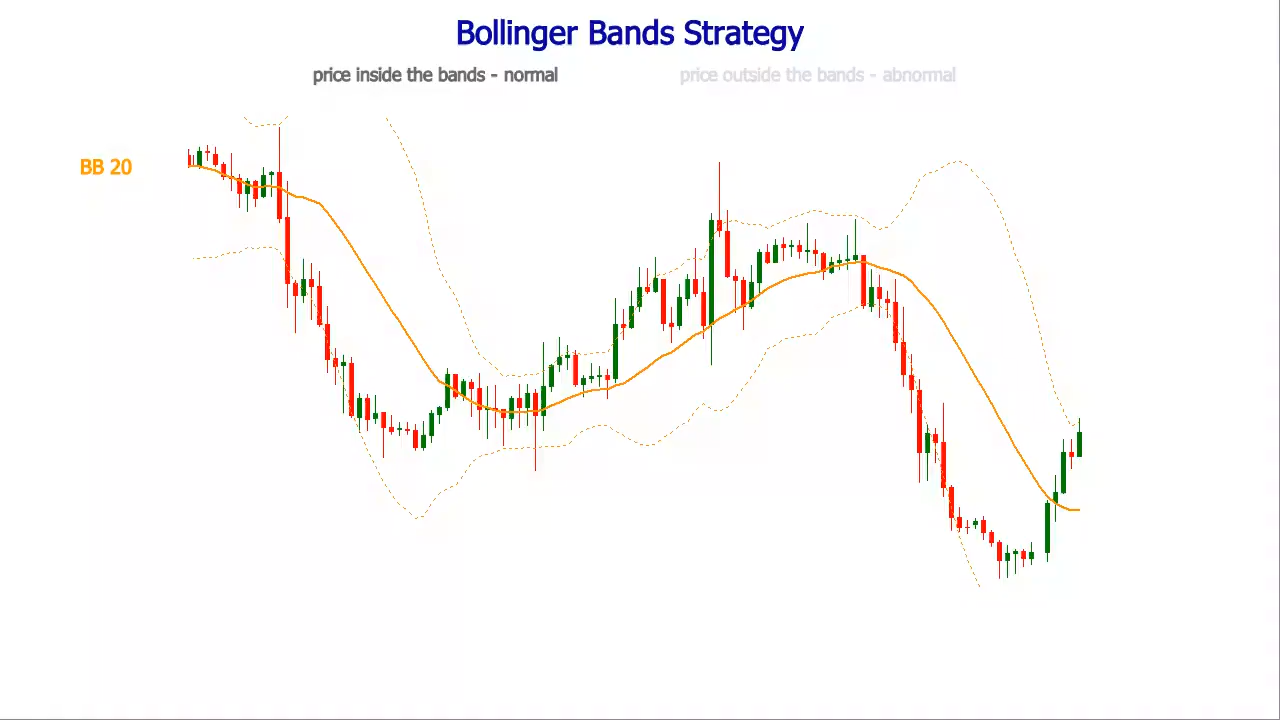 Bollinger Bands Strategy
price inside the bands - normal
price outside the bands - abnormal
BB 20